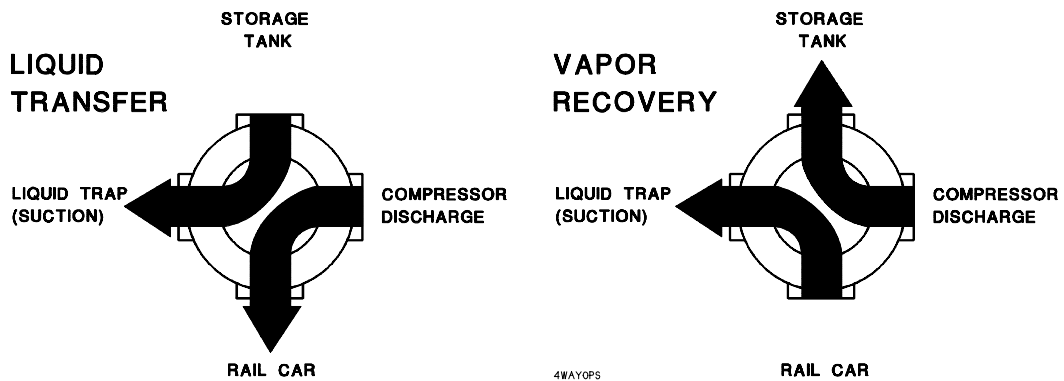 STORAGE
TANK
LIQUID
TRANSFER
LIQUID TRAP
(SUCTION)
COMPRESSOR
DISCHARGE
RAIL CAR
STORAGE
TANK
VAPOR
RECOVERY
LIQUID TRAP
(SUCTION)
COMPRESSOR
DISCHARGE
4WAYOPS
RAIL CAR